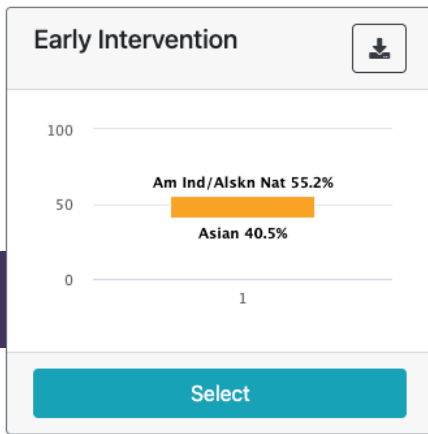 Early Intervention
100
Am Ind/Alskn Nat 55.2%
50
Asian 40.5%
0
1
Select